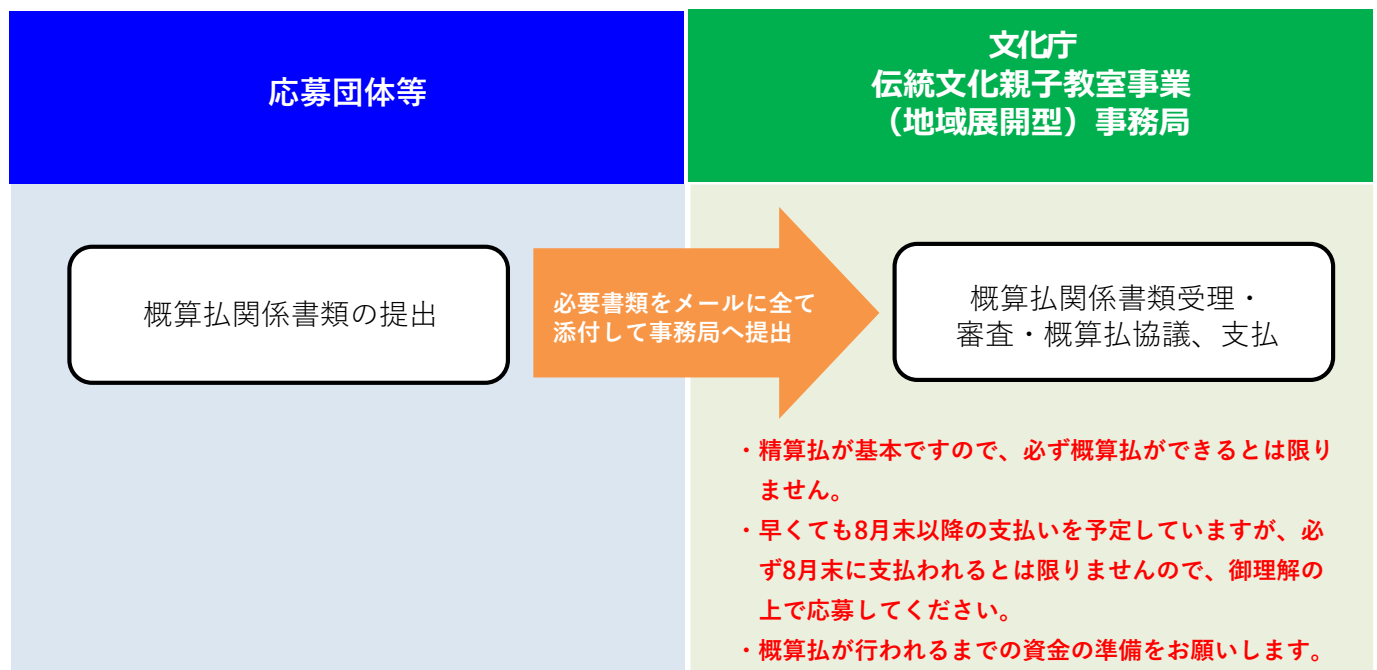 応募団体等
文化庁
伝統文化親子教室事業
（地域展開型）事務局
概算払関係書類の提出
必要書類をメールに全て
添付して事務局へ提出
概算払関係書類受理・
審査・概算払協議、支払
・精算払が基本ですので、必ず概算払ができるとは限り
ません。
・早くても8月末以降の支払いを予定していますが、必
ず8月末に支払われるとは限りませんので、御理解の
上で応募してください。
・概算払が行われるまでの資金の準備をお願いします。